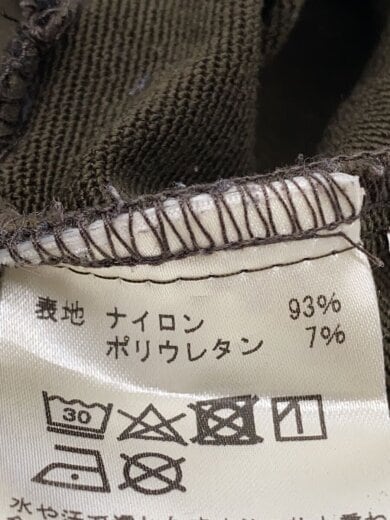 表地 ナイロン 93%
ポリウレタン 7%
30